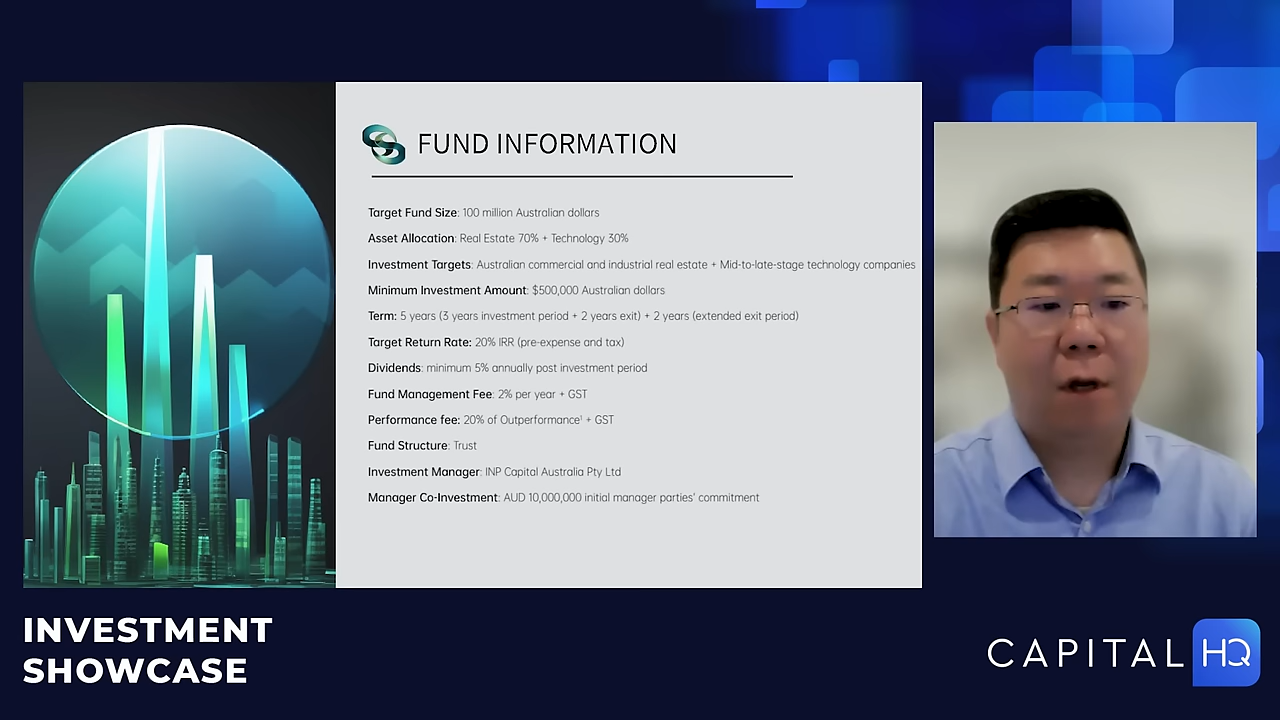 FUND INFORMATION
Target Fund Size: 100 million Australian dollars
Asset Allocation: Real Estate 70% + Technology 30%
Investment Targets: Australian commercial and industrial real estate + Mid-to-late-stage technology companies
Minimum Investment Amount: $500,000 Australian dollars
Term: 5 years (3 years investment period + 2 years exit) + 2 years (extended exit period)
Target Return Rate: 20% IRR (pre-expense and tax)
Dividends: minimum 5% annually post investment period
Fund Management Fee: 2% per year + GST
Performance fee: 20% of Outperformance¹ + GST
Fund Structure: Trust
Investment Manager: INP Capital Australia Pty Ltd
Manager Co-Investment: AUD 10,000,000 initial manager parties' commitment
INVESTMENT
SHOWCASE
CAPITAL HQ